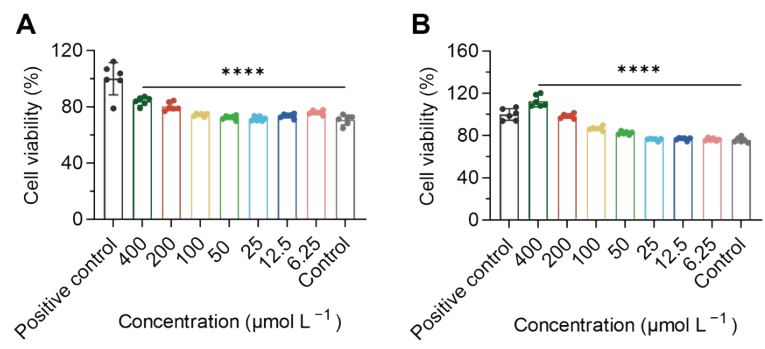 A
Cell viability (%)
120
80
40
0
****
Positive control
400
200
100
50
25
12.5
6.25
Control
Concentration (μmol L⁻¹)
B
Cell viability (%)
160
120
80
40
0
****
Positive control
400
200
100
50
25
12.5
6.25
Control
Concentration (μmol L⁻¹)